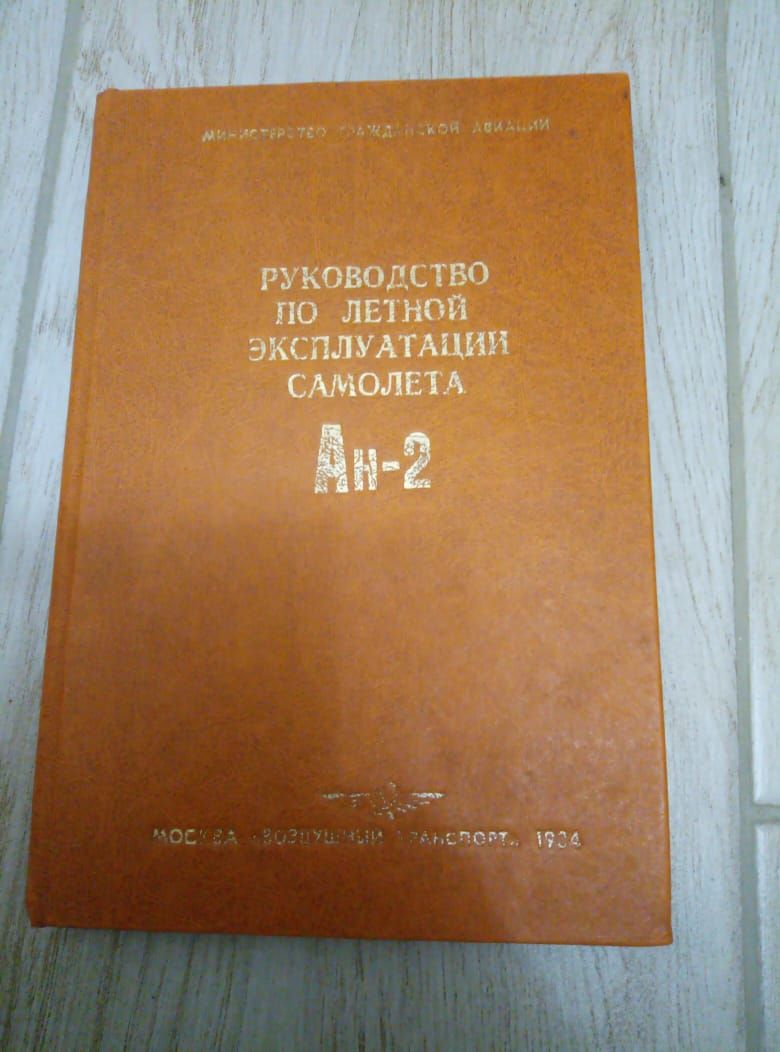 МИНИСТЕРСТВО ГРАЖДАНСКОЙ АВИАЦИИ
РУКОВОДСТВО
ПО ЛЕТНОЙ
ЭКСПЛУАТАЦИИ
САМОЛЕТА
Ан-2
МОСКВА «ВОЗДУШНЫЙ ТРАНСПОРТ» 1984